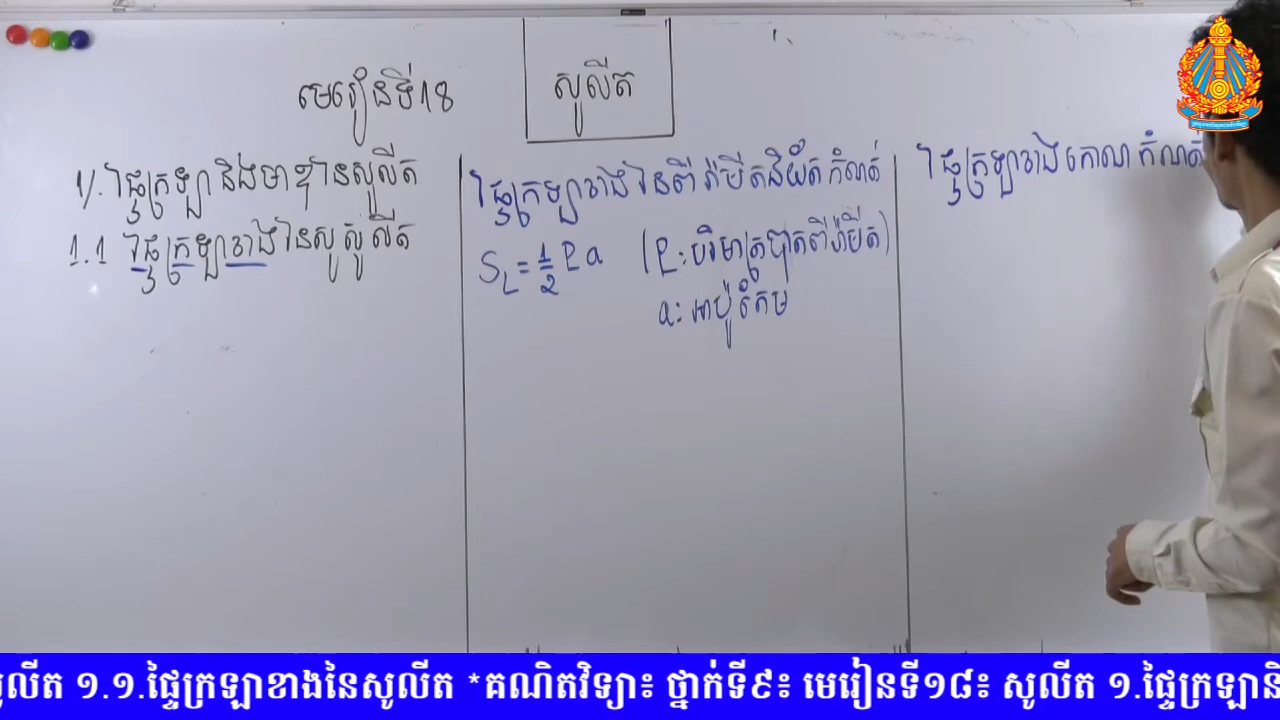 មេរៀនទី18
សូលីត
1/. ផ្ទៃក្រឡា និងមាឌនៃសូលីត
1.1 ផ្ទៃក្រឡាខាងនៃសូសូលីត
ផ្ទៃក្រឡាខាងនៃពីរ៉ាមីតនិយ័តកំណត់
S_L = 1/2 Pa (P: បរិមាត្របាតពីរ៉ាមីត)
a: អាប៉ូតែម
ផ្ទៃក្រឡាខាងកោណកំណត់
សូលីត ១.១.ផ្ទៃក្រឡាខាងនៃសូលីត *គណិតវិទ្យា៖ ថ្នាក់ទី៩៖ មេរៀនទី១៨៖ សូលីត ១.ផ្ទៃក្រឡានិ